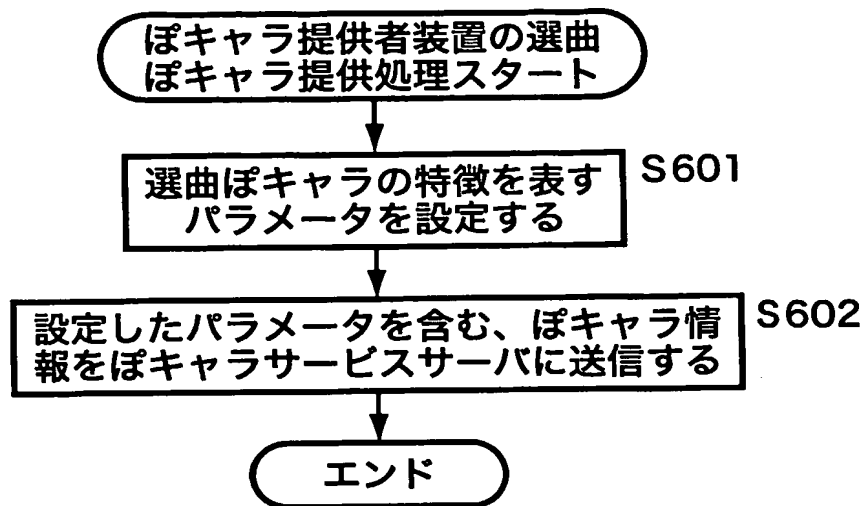 ぽキャラ提供者装置の選曲
ぽキャラ提供処理スタート
選曲ぽキャラの特徴を表す
パラメータを設定する
S601
設定したパラメータを含む、ぽキャラ情
報をぽキャラサービスサーバに送信する
S602
エンド